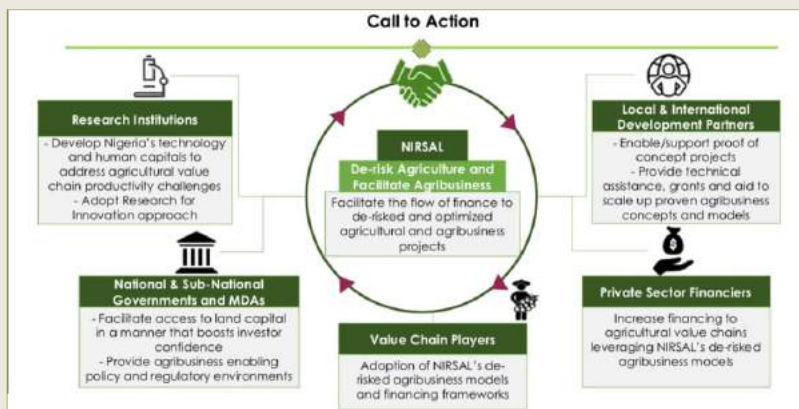 Call to Action
Research Institutions
- Develop Nigeria's technology
and human capitals to
address agricultural value
chain productivity challenges
- Adopt Research for
Innovation approach
NIRSAL
De-risk Agriculture and
Facilitate Agribusiness
Facilitate the flow of finance to
de-risked and optimized
agricultural and agribusiness
projects
Local & International
Development Partners
- Enable/support proof of
concept projects
- Provide technical
assistance, grants and aid to
scale up proven agribusiness
concepts and models
National & Sub-National
Governments and MDAs
- Facilitate access to land capital
in a manner that boosts investor
confidence
- Provide agribusiness enabling
policy and regulatory environments
Value Chain Players
Adoption of NIRSAL's de-
risked agribusiness models
and financing frameworks
$
Private Sector Financiers
Increase financing to
agricultural value chains
leveraging NIRSAL's de-risked
agribusiness models